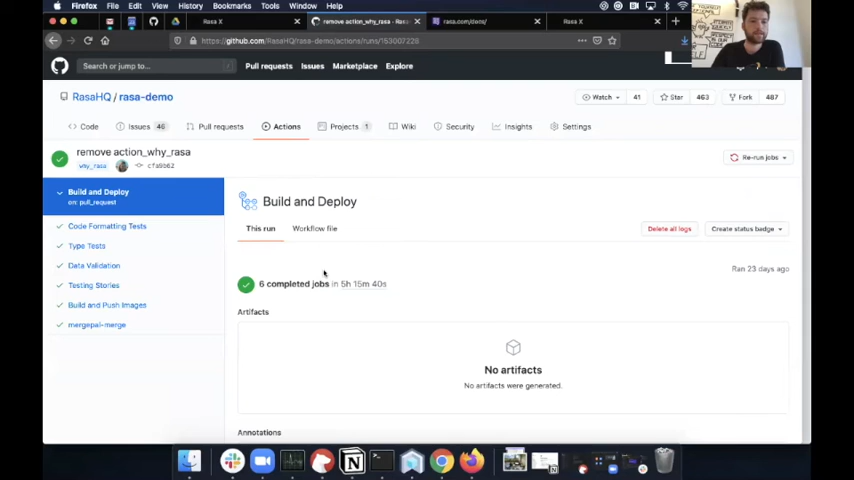 Firefox File Edit View History Bookmarks Tools Window Help
Rasa X
remove action_why_rasa - Ras
rasa.com/docs/
Rasa X
https://github.com/RasaHQ/rasa-demo/actions/runs/153007228
Search or jump to...
Pull requests Issues Marketplace Explore
RasaHQ / rasa-demo
Watch 41 Star 463 Fork 487
Code Issues 46 Pull requests Actions Projects 1 Wiki Security Insights Settings
remove action_why_rasa
why_rasa cfa9b62
Re-run jobs
Build and Deploy
on: pull_request
Code Formatting Tests
Type Tests
Data Validation
Testing Stories
Build and Push Images
mergepal-merge
Build and Deploy
This run Workflow file
Delete all logs Create status badge
Ran 23 days ago
6 completed jobs in 5h 15m 40s
Artifacts
No artifacts
No artifacts were generated.
Annotations